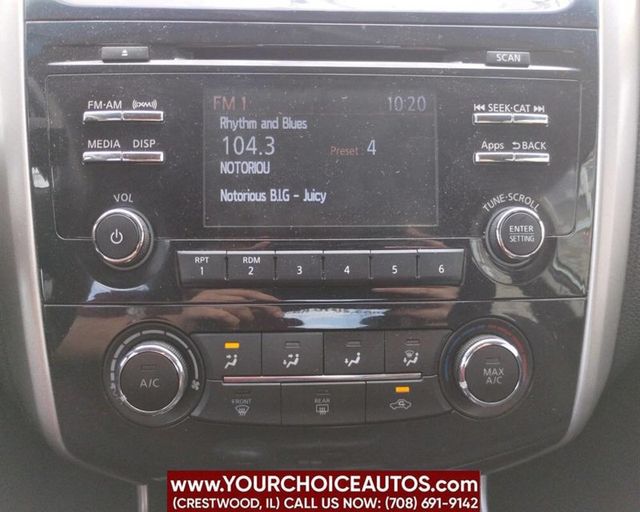 SCAN
FM·AM (XM)
FM 1 10:20
SEEK·CAT
Rhythm and Blues
MEDIA DISP
104.3 Preset : 4
Apps BACK
NOTORIOU
Notorious B.I.G - Juicy
VOL
TUNE·SCROLL
ENTER
SETTING
RPT RDM
1 2 3 4 5 6
A/C
MAX
A/C
FRONT REAR
www.YOURCHOICEAUTOS.com
(CRESTWOOD, IL) CALL US NOW: (708) 691-9142